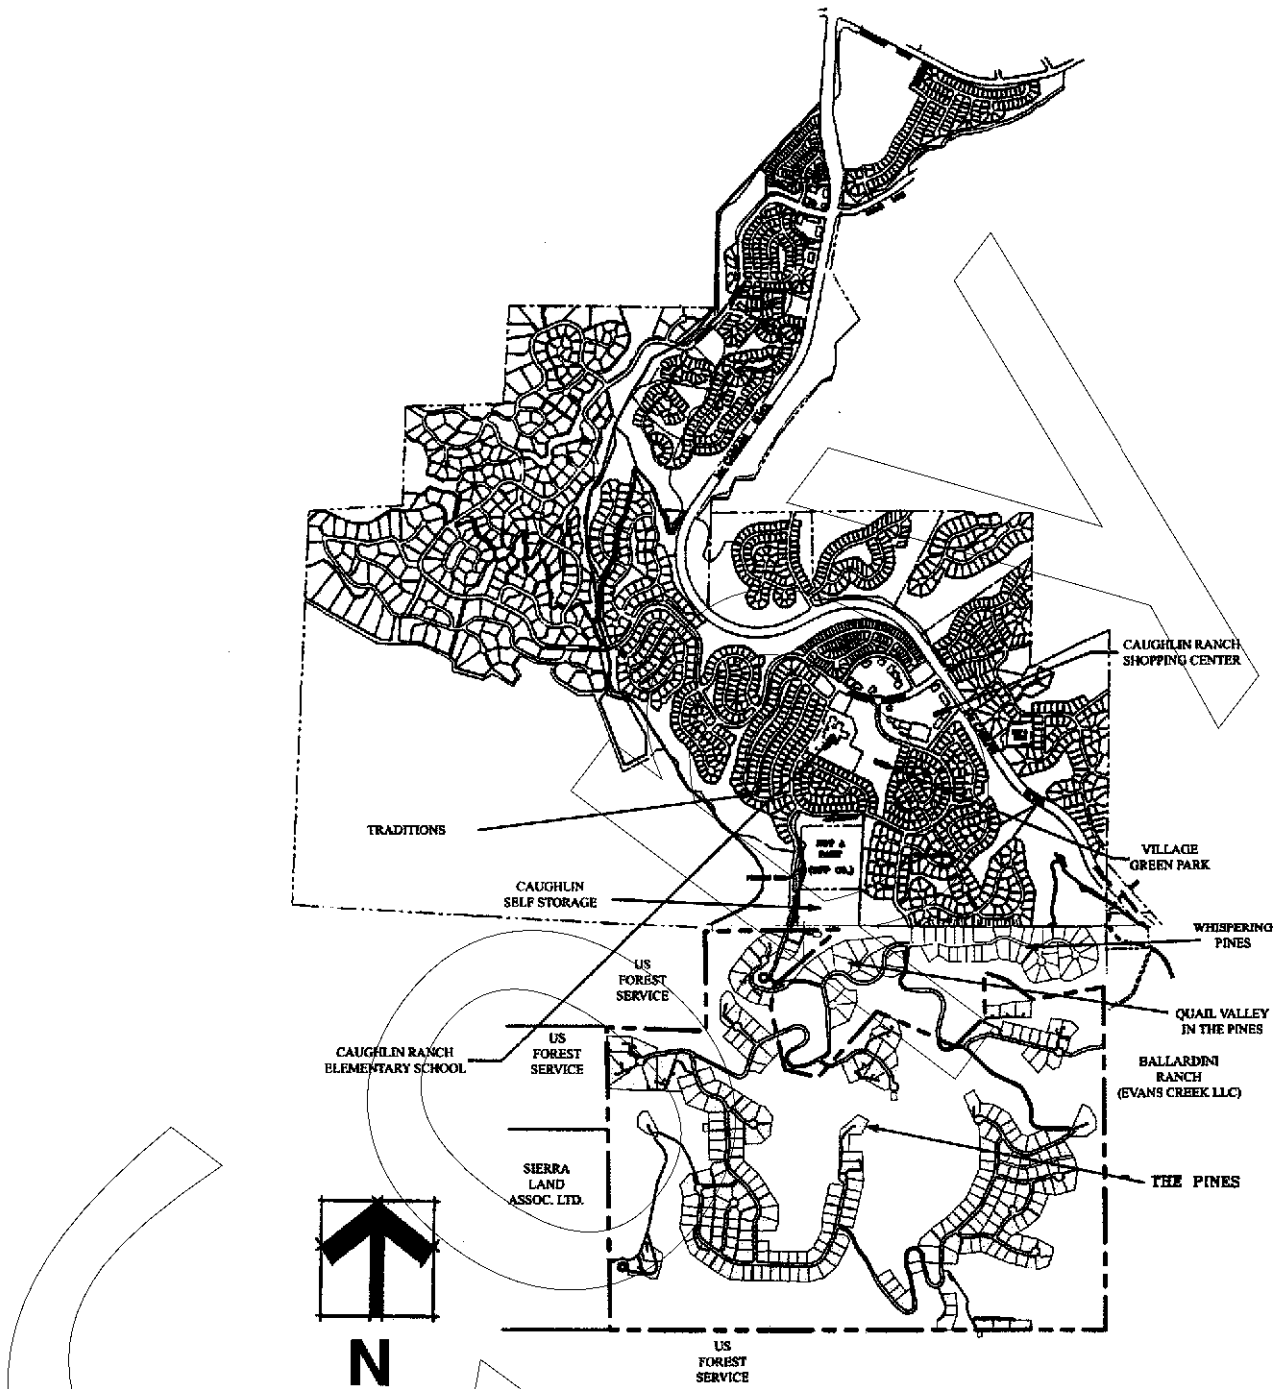 CAUGHLIN RANCH
SHOPPING CENTER
TRADITIONS
NOT A
PART
VILLAGE
GREEN PARK
CAUGHLIN
SELF STORAGE
WHISPERING
PINES
US
FOREST
SERVICE
QUAIL VALLEY
IN THE PINES
US
FOREST
SERVICE
CAUGHLIN RANCH
ELEMENTARY SCHOOL
BALLARDINI
RANCH
(EVANS CREEK LLC)
SIERRA
LAND
ASSOC. LTD.
THE PINES
N
US
FOREST
SERVICE